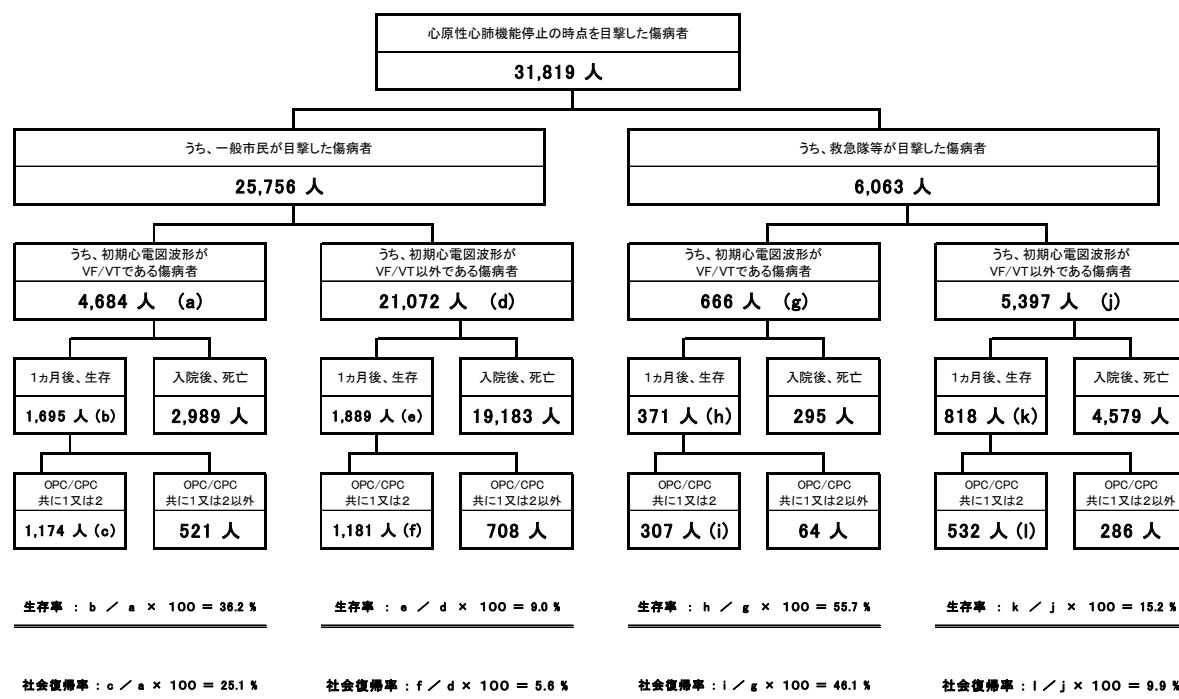 心原性心肺機能停止の時点を目撃した傷病者
31,819 人
うち、一般市民が目撃した傷病者
25,756 人
うち、救急隊等が目撃した傷病者
6,063 人
うち、初期心電図波形が
VF/VTである傷病者
4,684 人 (a)
うち、初期心電図波形が
VF/VT以外である傷病者
21,072 人 (d)
うち、初期心電図波形が
VF/VTである傷病者
666 人 (g)
うち、初期心電図波形が
VF/VT以外である傷病者
5,397 人 (j)
1ヵ月後、生存
1,695 人 (b)
入院後、死亡
2,989 人
1ヵ月後、生存
1,889 人 (e)
入院後、死亡
19,183 人
1ヵ月後、生存
371 人 (h)
入院後、死亡
295 人
1ヵ月後、生存
818 人 (k)
入院後、死亡
4,579 人
OPC/CPC
共に1又は2
1,174 人 (c)
OPC/CPC
共に1又は2以外
521 人
OPC/CPC
共に1又は2
1,181 人 (f)
OPC/CPC
共に1又は2以外
708 人
OPC/CPC
共に1又は2
307 人 (i)
OPC/CPC
共に1又は2以外
64 人
OPC/CPC
共に1又は2
532 人 (l)
OPC/CPC
共に1又は2以外
286 人
生存率 : b / a × 100 = 36.2 %
生存率 : e / d × 100 = 9.0 %
生存率 : h / g × 100 = 55.7 %
生存率 : k / j × 100 = 15.2 %
社会復帰率 : c / a × 100 = 25.1 %
社会復帰率 : f / d × 100 = 5.6 %
社会復帰率 : i / g × 100 = 46.1 %
社会復帰率 : l / j × 100 = 9.9 %